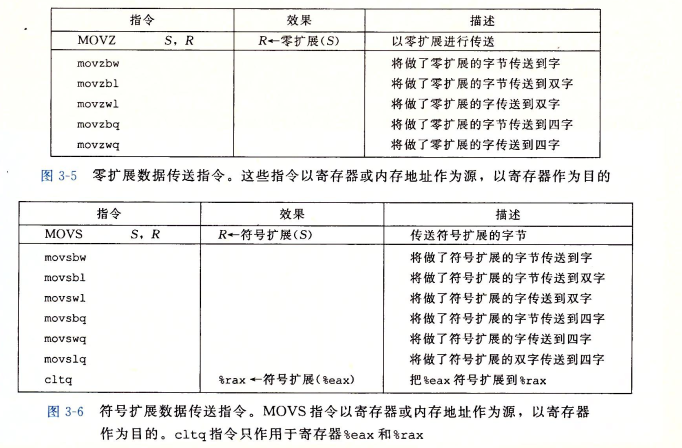 指令 效果 描述
MOVZ S, R R←零扩展(S) 以零扩展进行传送
movzbw 将做了零扩展的字节传送到字
movzbl 将做了零扩展的字节传送到双字
movzwl 将做了零扩展的字传送到双字
movzbq 将做了零扩展的字节传送到四字
movzwq 将做了零扩展的字传送到四字
图 3-5 零扩展数据传送指令。这些指令以寄存器或内存地址作为源，以寄存器作为目的
指令 效果 描述
MOVS S, R R←符号扩展(S) 传送符号扩展的字节
movsbw 将做了符号扩展的字节传送到字
movsbl 将做了符号扩展的字节传送到双字
movswl 将做了符号扩展的字传送到双字
movsbq 将做了符号扩展的字节传送到四字
movswq 将做了符号扩展的字传送到四字
movslq 将做了符号扩展的双字传送到四字
cltq %rax←符号扩展(%eax) 把%eax符号扩展到%rax
图 3-6 符号扩展数据传送指令。MOVS指令以寄存器或内存地址作为源，以寄存器
作为目的。cltq指令只作用于寄存器%eax和%rax